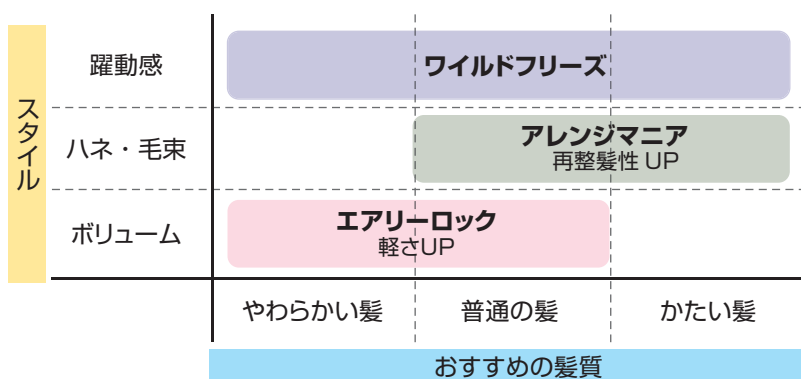 スタイル
躍動感
ワイルドフリーズ
ハネ・毛束
アレンジマニア
再整髪性 UP
ボリューム
エアリーロック
軽さUP
やわらかい髪
普通の髪
かたい髪
おすすめの髪質